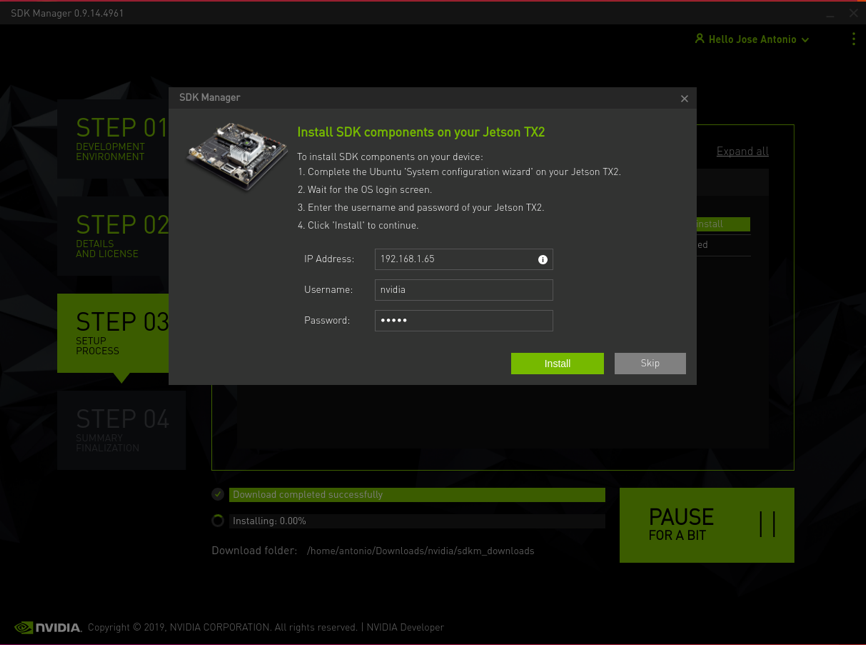 SDK Manager 0.9.14.4961
Hello Jose Antonio
SDK Manager
STEP 01
DEVELOPMENT
ENVIRONMENT
STEP 02
DETAILS
AND LICENSE
STEP 03
SETUP
PROCESS
STEP 04
SUMMARY
FINALIZATION
Expand all
Install SDK components on your Jetson TX2
To install SDK components on your device:
1. Complete the Ubuntu 'System configuration wizard' on your Jetson TX2.
2. Wait for the OS login screen.
3. Enter the username and password of your Jetson TX2.
4. Click 'Install' to continue.
IP Address: 192.168.1.65
Username: nvidia
Password: •••••
Install Skip
Download completed successfully
Installing: 0.00%
Download folder: /home/antonio/Downloads/nvidia/sdkm_downloads
PAUSE
FOR A BIT
NVIDIA. Copyright © 2019, NVIDIA CORPORATION. All rights reserved. | NVIDIA Developer